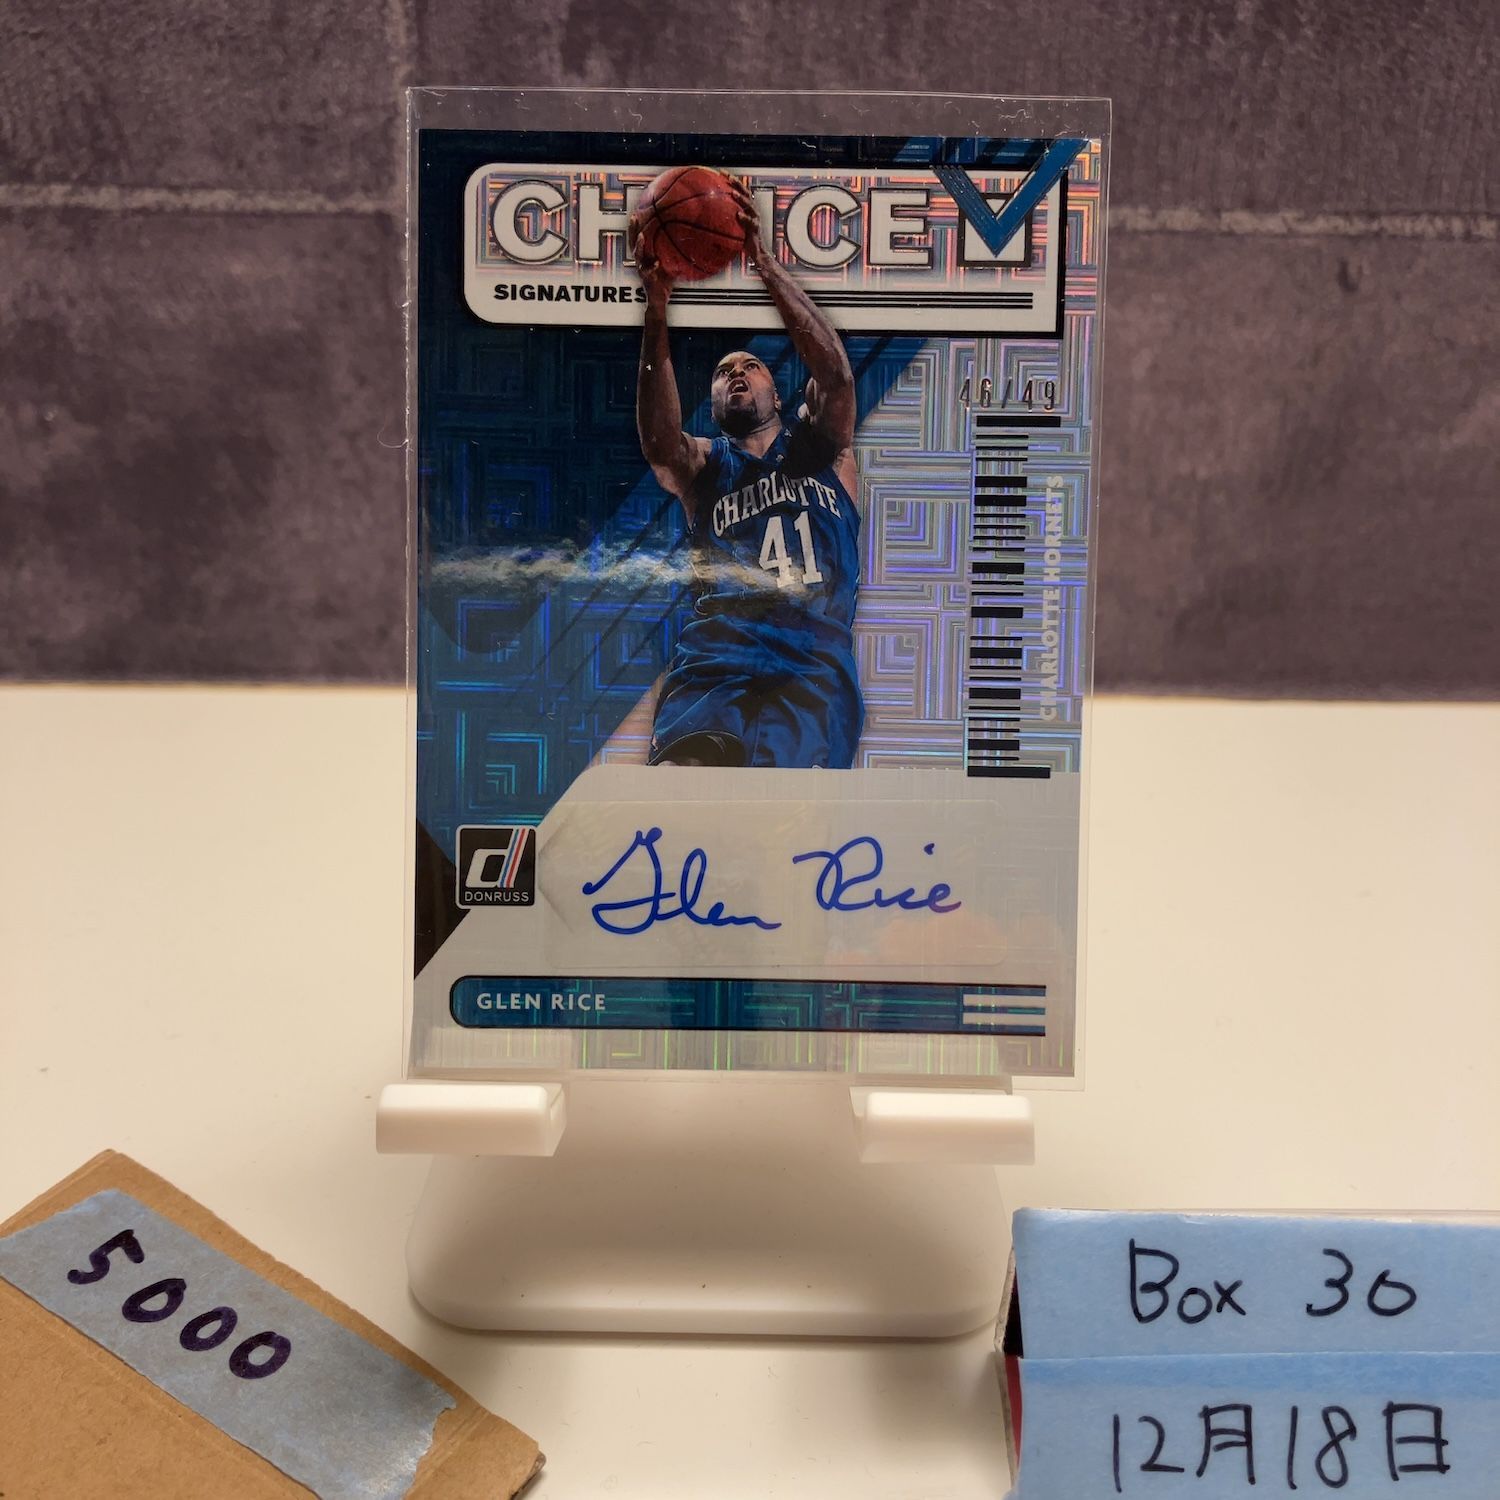 CHOICE
SIGNATURES
46/49
CHARLOTTE HORNETS
CHARLOTTE
41
d
DONRUSS
Glen Rice
GLEN RICE
5000
Box 30
12月18日